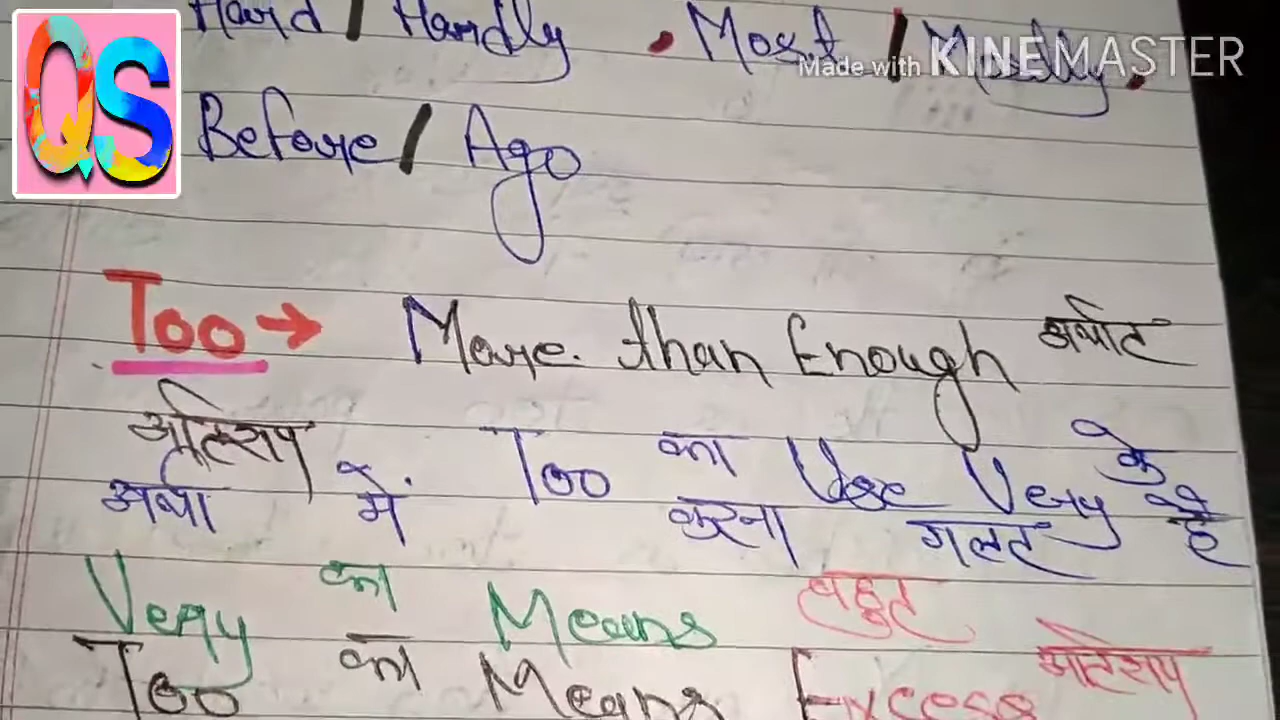 QS
Hard / Hardly . Most / Mostly.
Made with KINEMASTER
Before / Ago
Too → More than Enough अर्थात
अतिशय Too का Use Very के
अर्थ में करना गलत है
Very का Means बहुत
Too का Means Excess अतिशय